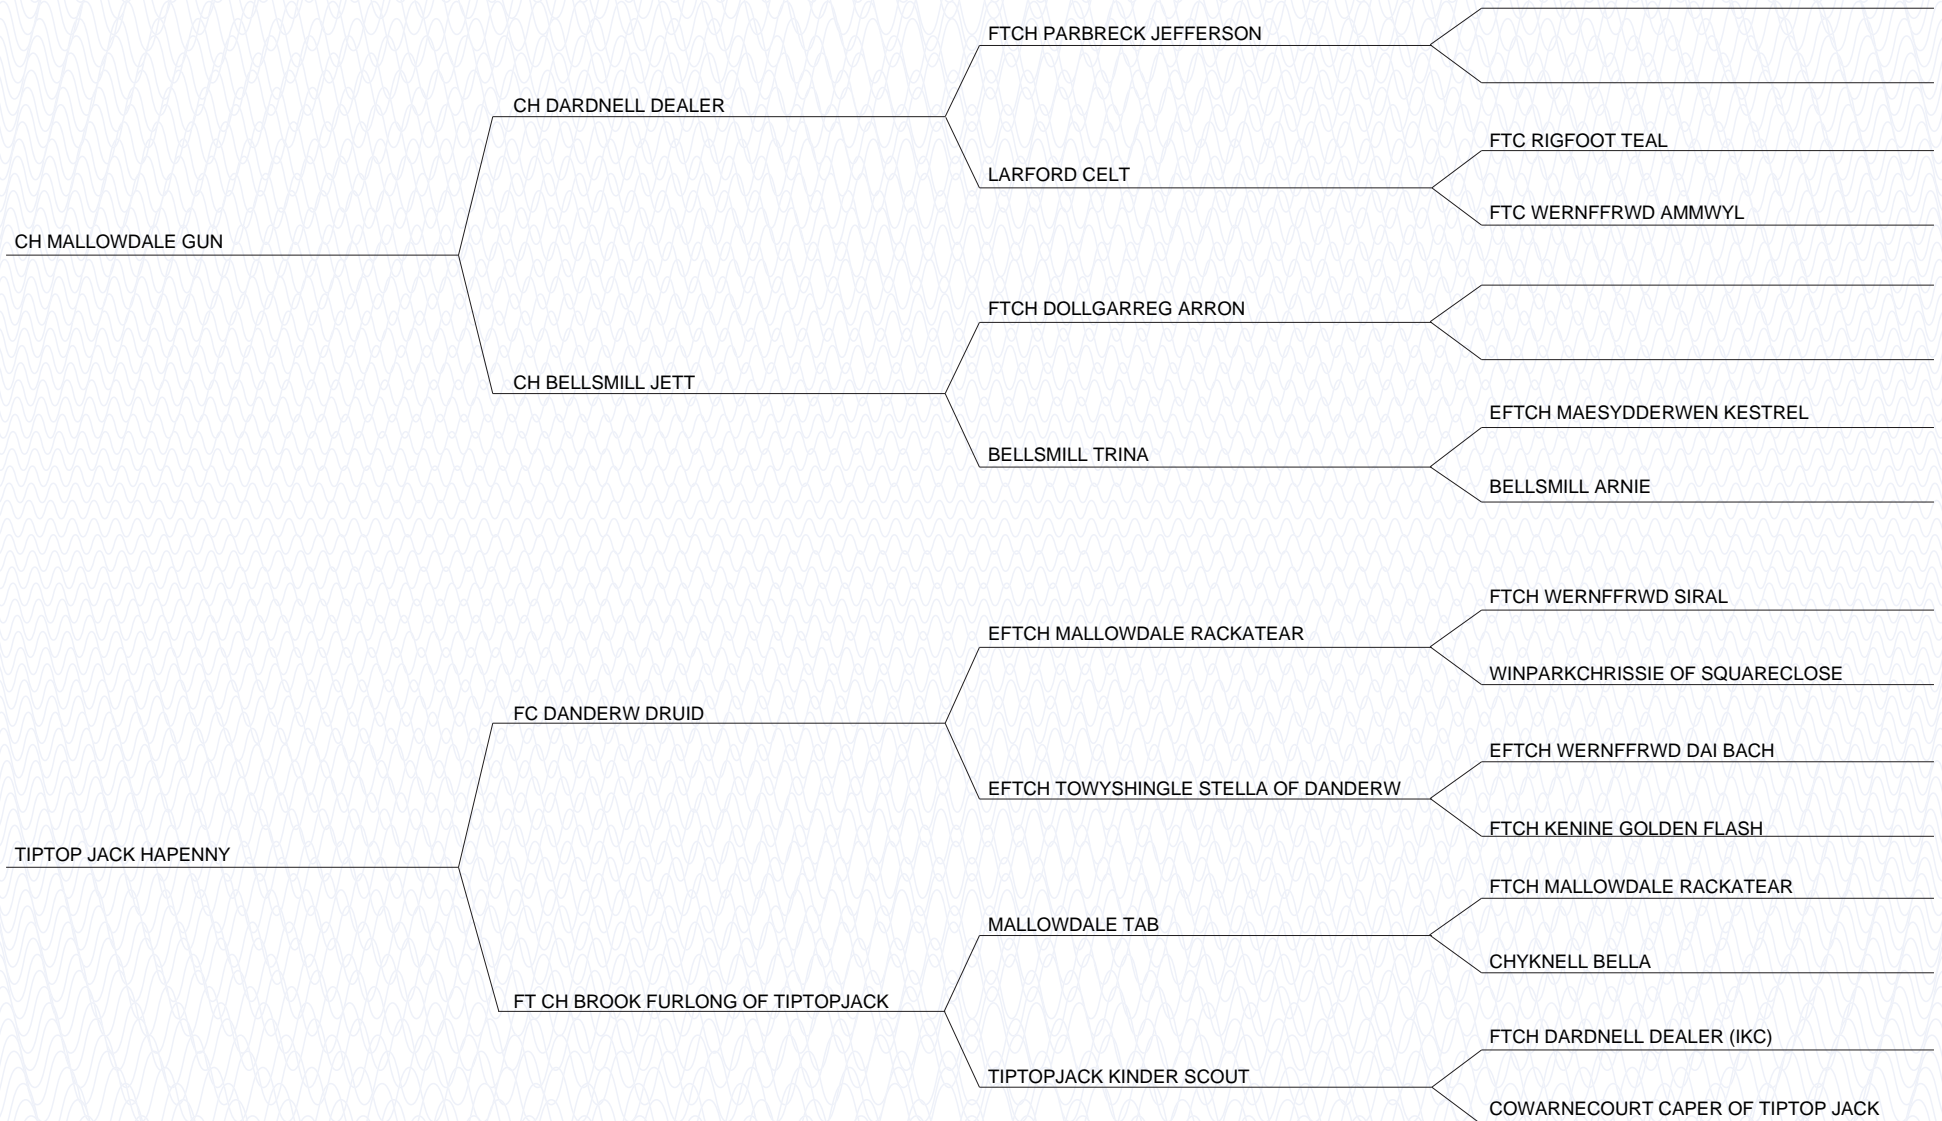 FTCH PARBRECK JEFFERSON
CH DARDNELL DEALER
FTC RIGFOOT TEAL
LARFORD CELT
FTC WERNFFRWD AMMWYL
CH MALLOWDALE GUN
FTCH DOLLGARREG ARRON
CH BELLSMILL JETT
EFTCH MAESYDDERWEN KESTREL
BELLSMILL TRINA
BELLSMILL ARNIE
FTCH WERNFFRWD SIRAL
EFTCH MALLOWDALE RACKATEAR
WINPARKCHRISSIE OF SQUARECLOSE
FC DANDERW DRUID
EFTCH WERNFFRWD DAI BACH
EFTCH TOWYSHINGLE STELLA OF DANDERW
FTCH KENINE GOLDEN FLASH
TIPTOP JACK HAPENNY
FTCH MALLOWDALE RACKATEAR
MALLOWDALE TAB
CHYKNELL BELLA
FT CH BROOK FURLONG OF TIPTOPJACK
FTCH DARDNELL DEALER (IKC)
TIPTOPJACK KINDER SCOUT
COWARNECOURT CAPER OF TIPTOP JACK